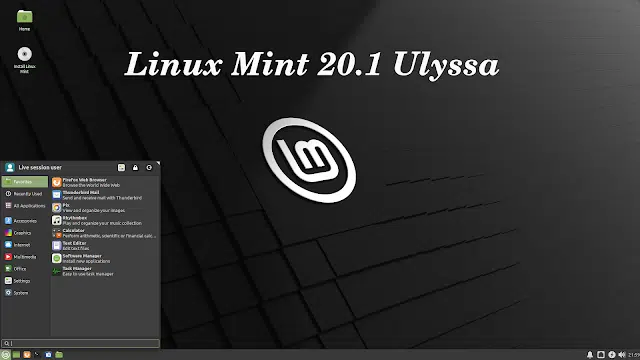 Home
Linux Mint 20.1 Ulyssa
Install Linux
Mint
Live session user
Favorites
Recently Used
All Applications
Accessories
Graphics
Internet
Multimedia
Office
Settings
System
Firefox Web Browser
Browse the World Wide Web
Thunderbird Mail
Send and receive mail with Thunderbird
Pix
View and organize your images
Rhythmbox
Play and organize your music collection
Calculator
Perform arithmetic, scientific or financial calc...
Text Editor
Edit text files
Software Manager
Install new applications
Task Manager
Easy to use task manager